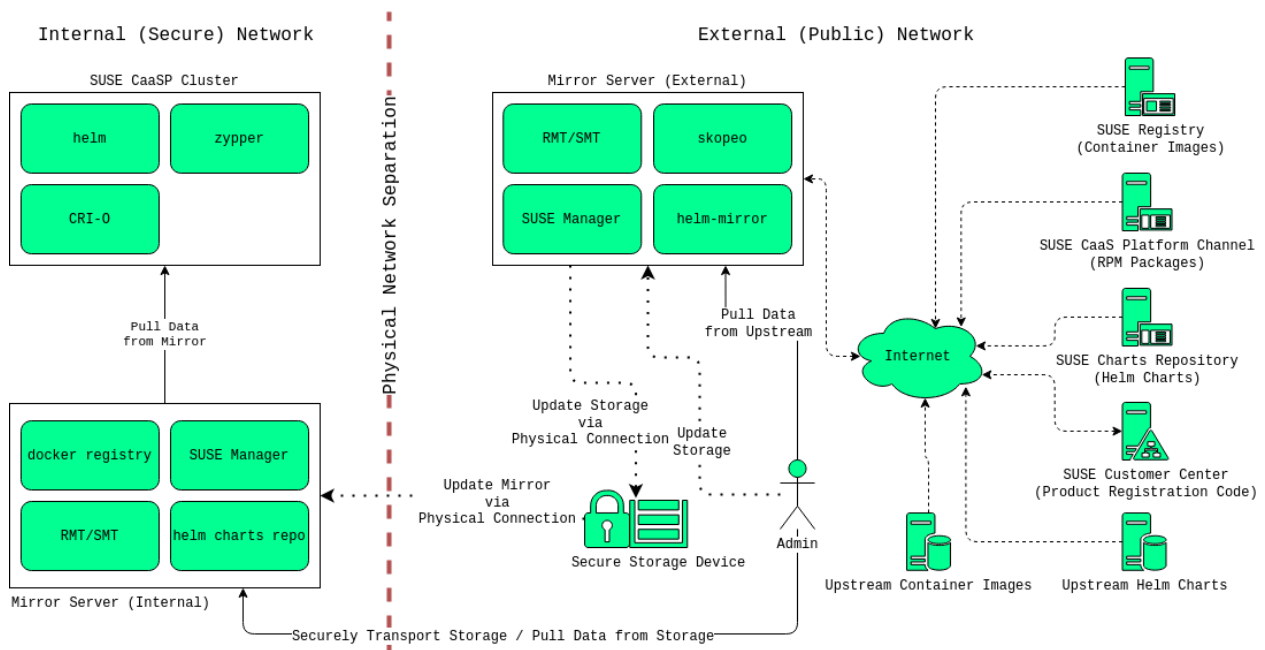 Internal (Secure) Network
External (Public) Network
SUSE CaaSP Cluster
helm
zypper
CRI-O
Pull Data
from Mirror
docker registry
SUSE Manager
RMT/SMT
helm charts repo
Mirror Server (Internal)
Physical Network Separation
Mirror Server (External)
RMT/SMT
skopeo
SUSE Manager
helm-mirror
Pull Data
from Upstream
Update Storage
via
Physical Connection
Update
Storage
Update Mirror
via
Physical Connection
Secure Storage Device
Admin
Securely Transport Storage / Pull Data from Storage
Internet
SUSE Registry
(Container Images)
SUSE CaaS Platform Channel
(RPM Packages)
SUSE Charts Repository
(Helm Charts)
SUSE Customer Center
(Product Registration Code)
Upstream Container Images
Upstream Helm Charts